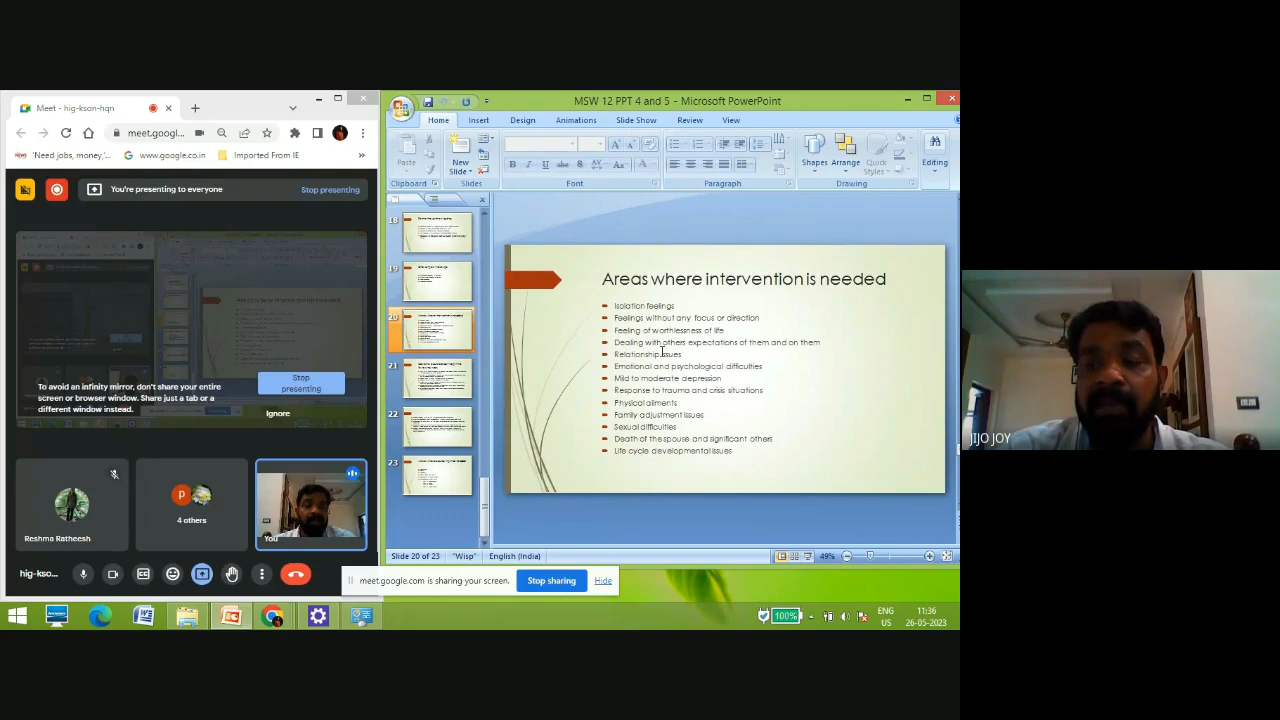 Meet - hig-kson-hqn
meet.googl...
'Need jobs, money,'...
www.google.co.in
Imported From IE
»
You're presenting to everyone
Stop presenting
To avoid an infinity mirror, don't share your entire
screen or browser window. Share just a tab or a
different window instead.
Stop
presenting
Ignore
Reshma Ratheesh
P
4 others
You
hig-kso...
MSW 12 PPT 4 and 5 - Microsoft PowerPoint
Home Insert Design Animations Slide Show Review View
Paste
New
Slide
Shapes Arrange Quick
Styles
Editing
Clipboard Slides Font Paragraph Drawing
18
19
20
21
22
23
Areas where intervention is needed
Isolation feelings
Feelings without any focus or direction
Feeling of worthlessness of life
Dealing with others expectations of them and on them
Relationship issues
Emotional and psychological difficulties
Mild to moderate depression
Response to trauma and crisis situations
Physical ailments
Family adjustment issues
Sexual difficulties
Death of the spouse and significant others
Life cycle developmental issues
Slide 20 of 23 "Wisp" English (India) 49%
meet.google.com is sharing your screen. Stop sharing Hide
100%
ENG
US
11:36
26-05-2023
JIJO JOY